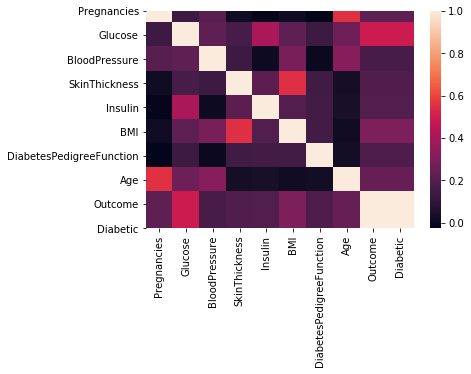 Pregnancies
Glucose
BloodPressure
SkinThickness
Insulin
BMI
DiabetesPedigreeFunction
Age
Outcome
Diabetic
Pregnancies
Glucose
BloodPressure
SkinThickness
Insulin
BMI
DiabetesPedigreeFunction
Age
Outcome
Diabetic
1.0
0.8
0.6
0.4
0.2
0.0